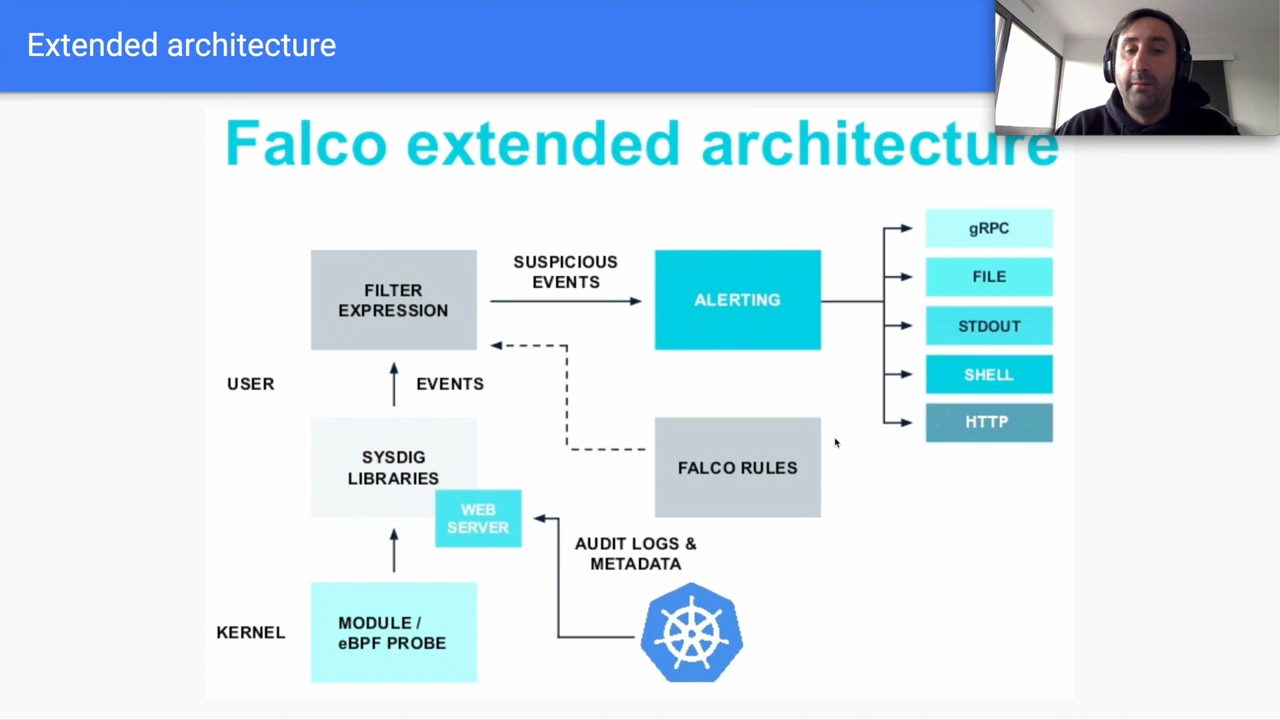 Extended architecture
Falco extended architecture
gRPC
FILE
STDOUT
SHELL
HTTP
SUSPICIOUS
EVENTS
ALERTING
FILTER
EXPRESSION
USER
EVENTS
SYSDIG
LIBRARIES
FALCO RULES
WEB
SERVER
AUDIT LOGS &
METADATA
KERNEL
MODULE /
eBPF PROBE